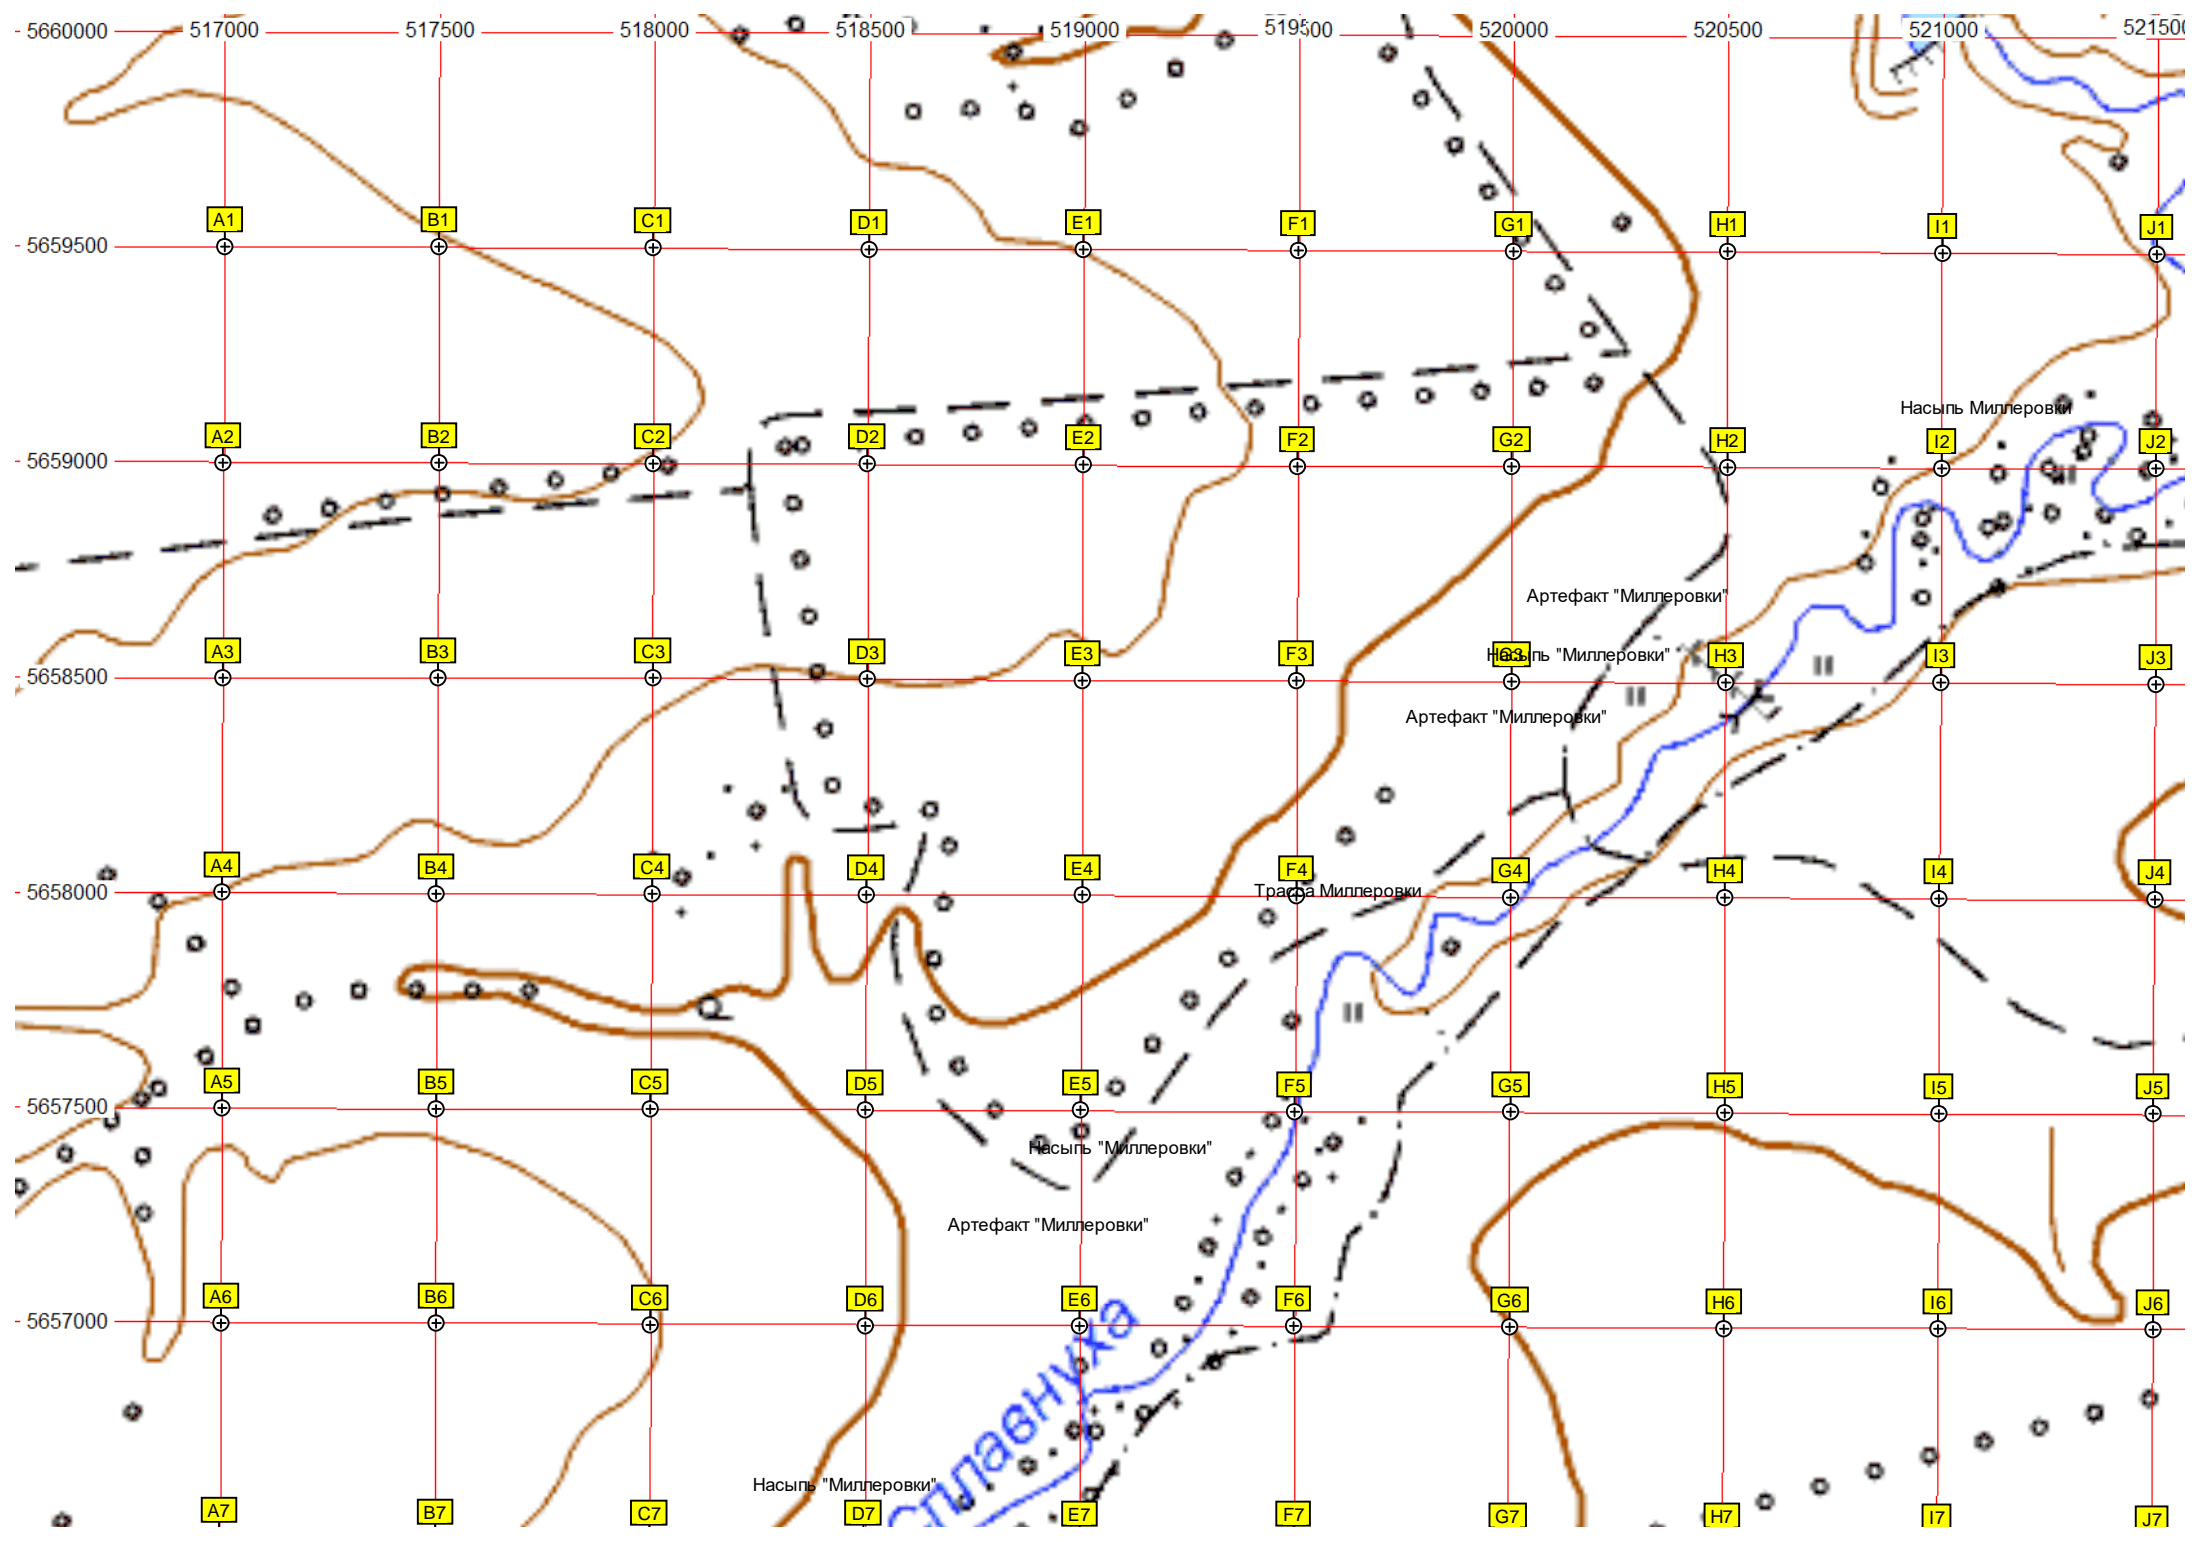 5660000 517000 517500 518000 518500 519000 519500 520000 520500 521000 521500
A1 B1 C1 D1 E1 F1 G1 H1 I1 J1
5659500
Насыпь Миллеровки
A2 B2 C2 D2 E2 F2 G2 H2 I2 J2
5659000
Артефакт "Миллеровки"
A3 B3 C3 D3 E3 F3 G3 Насыпь "Миллеровки" H3 I3 J3
5658500
Артефакт "Миллеровки"
A4 B4 C4 D4 E4 F4 G4 H4 I4 J4
5658000
Трасса Миллеровки
A5 B5 C5 D5 E5 F5 G5 H5 I5 J5
5657500
Насыпь "Миллеровки"
Артефакт "Миллеровки"
A6 B6 C6 D6 E6 F6 G6 H6 I6 J6
5657000
Сплавнуха
Насыпь "Миллеровки"
A7 B7 C7 D7 E7 F7 G7 H7 I7 J7